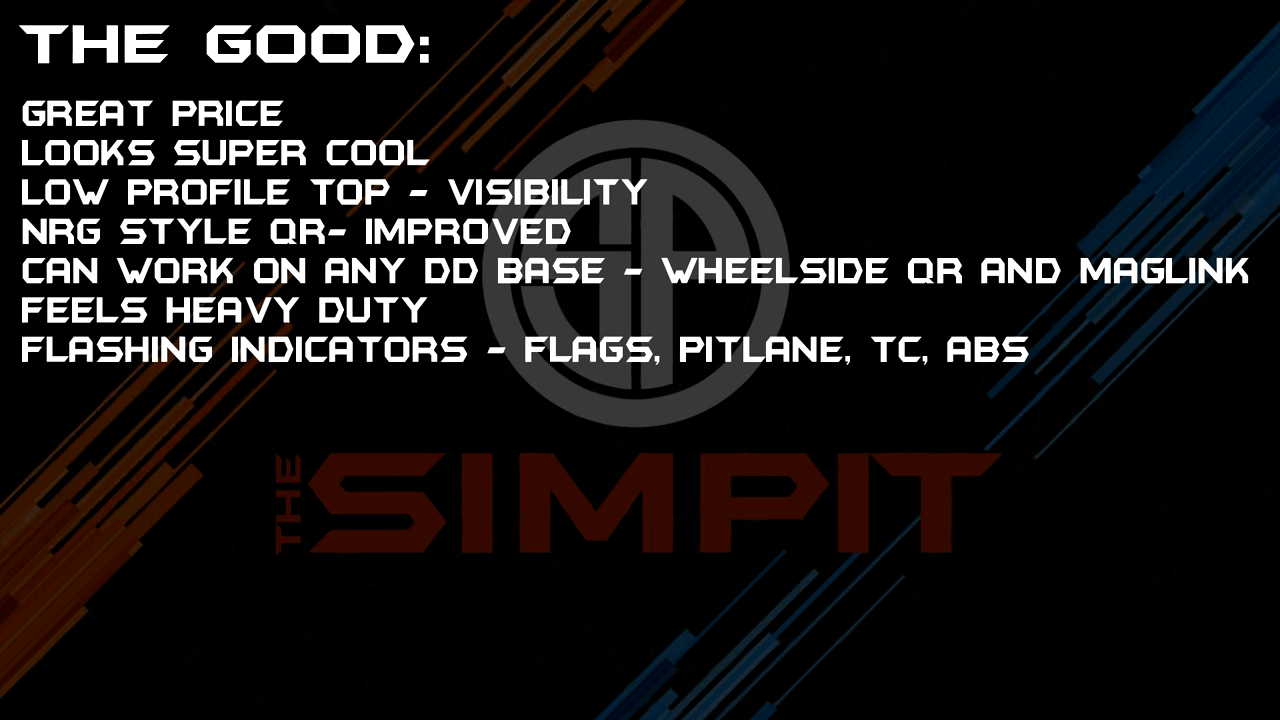 THE GOOD:
GREAT PRICE
LOOKS SUPER COOL
LOW PROFILE TOP - VISIBILITY
NRG STYLE QR- IMPROVED
CAN WORK ON ANY DD BASE - WHEELSIDE QR AND MAGLINK
FEELS HEAVY DUTY
FLASHING INDICATORS - FLAGS, PITLANE, TC, ABS
THE SIMPIT